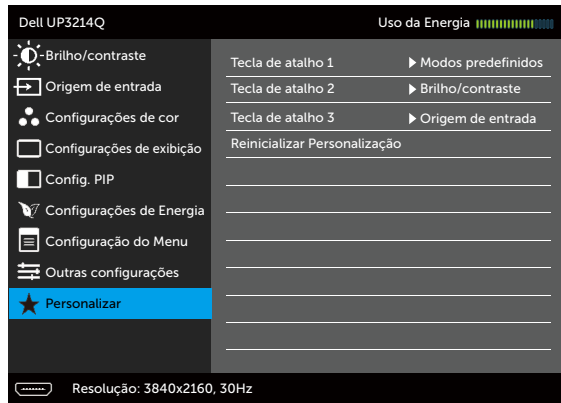 Dell UP3214Q Uso da Energia
Brilho/contraste
Origem de entrada
Configurações de cor
Configurações de exibição
Config. PIP
Configurações de Energia
Configuração do Menu
Outras configurações
Personalizar
Tecla de atalho 1 Modos predefinidos
Tecla de atalho 2 Brilho/contraste
Tecla de atalho 3 Origem de entrada
Reinicializar Personalização
Resolução: 3840x2160, 30Hz